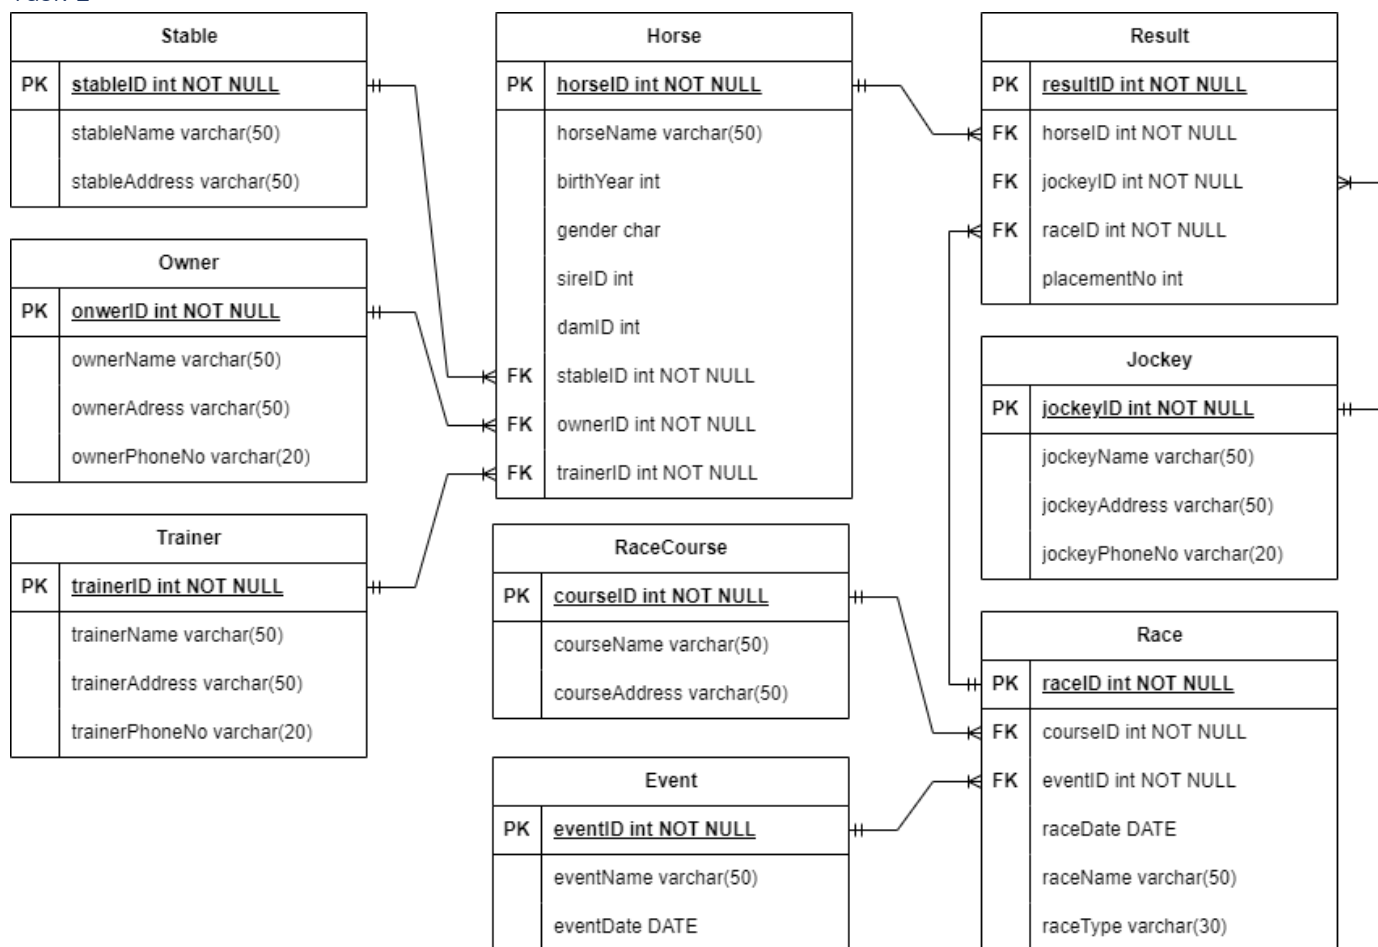 Stable
PK stableID int NOT NULL
stableName varchar(50)
stableAddress varchar(50)
Owner
PK onwerID int NOT NULL
ownerName varchar(50)
ownerAdress varchar(50)
ownerPhoneNo varchar(20)
Trainer
PK trainerID int NOT NULL
trainerName varchar(50)
trainerAddress varchar(50)
trainerPhoneNo varchar(20)
Horse
PK horseID int NOT NULL
horseName varchar(50)
birthYear int
gender char
sireID int
damID int
FK stableID int NOT NULL
FK ownerID int NOT NULL
FK trainerID int NOT NULL
RaceCourse
PK courseID int NOT NULL
courseName varchar(50)
courseAddress varchar(50)
Event
PK eventID int NOT NULL
eventName varchar(50)
eventDate DATE
Result
PK resultID int NOT NULL
FK horseID int NOT NULL
FK jockeyID int NOT NULL
FK raceID int NOT NULL
placementNo int
Jockey
PK jockeyID int NOT NULL
jockeyName varchar(50)
jockeyAddress varchar(50)
jockeyPhoneNo varchar(20)
Race
PK raceID int NOT NULL
FK courseID int NOT NULL
FK eventID int NOT NULL
raceDate DATE
raceName varchar(50)
raceType varchar(30)